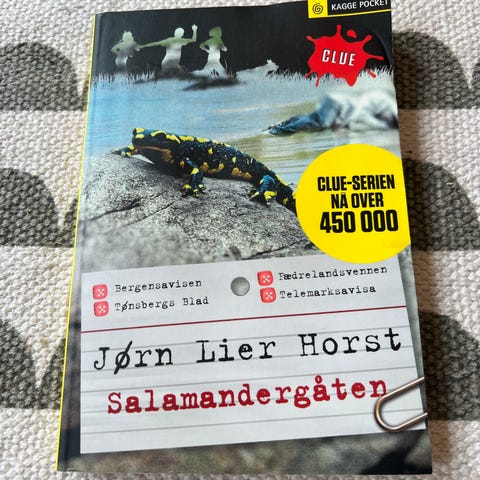 KAGGE POCKET
CLUE
CLUE-SERIEN
NÅ OVER
450 000
Bergensavisen
Tønsbergs Blad
Fædrelandsvennen
Telemarksavisa
Jørn Lier Horst
Salamandergåten